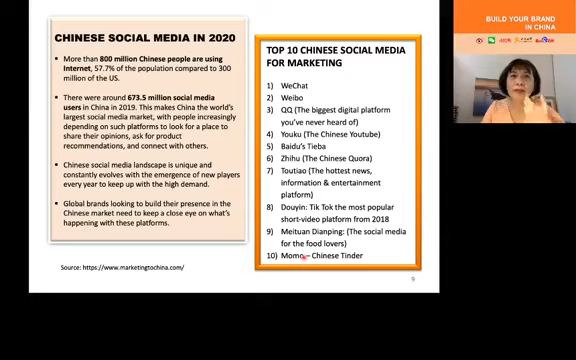 CHINESE SOCIAL MEDIA IN 2020
More than 800 million Chinese people are using
Internet, 57.7% of the population compared to 300
million of the US.
There were around 673.5 million social media
users in China in 2019. This makes China the world's
largest social media market, with people increasingly
depending on such platforms to look for a place to
share their opinions, ask for product
recommendations, and connect with others.
Chinese social media landscape is unique and
constantly evolves with the emergence of new players
every year to keep up with the high demand.
Global brands looking to build their presence in the
Chinese market need to keep a close eye on what's
happening with these platforms.
Source: https://www.marketingtochina.com/
TOP 10 CHINESE SOCIAL MEDIA
FOR MARKETING
1) WeChat
2) Weibo
3) QQ (The biggest digital platform
you've never heard of)
4) Youku (The Chinese Youtube)
5) Baidu's Tieba
6) Zhihu (The Chinese Quora)
7) Toutiao (The hottest news,
information & entertainment
platform)
8) Douyin: Tik Tok the most popular
short-video platform from 2018
9) Meituan Dianping: (The social media
for the food lovers)
10) Momo – Chinese Tinder
9
BUILD YOUR BRAND
IN CHINA